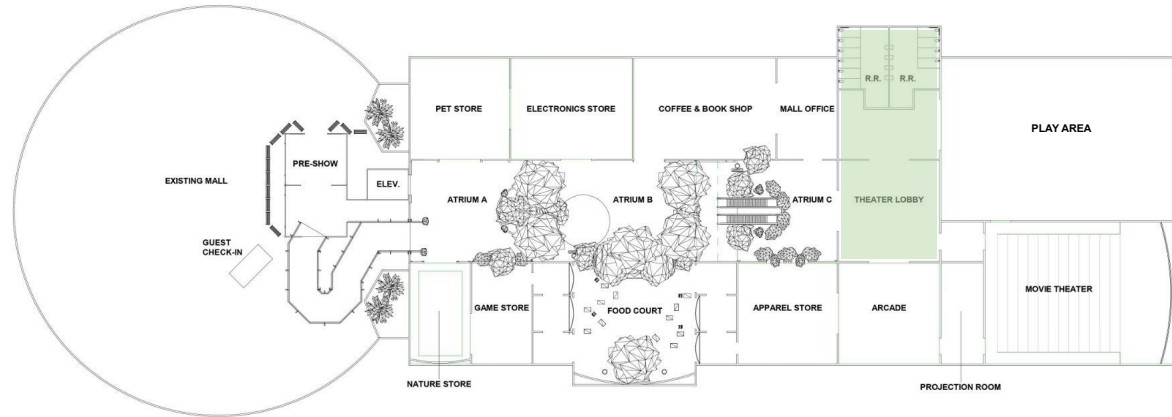 R.R.
R.R.
PET STORE
ELECTRONICS STORE
COFFEE & BOOK SHOP
MALL OFFICE
PLAY AREA
PRE-SHOW
EXISTING MALL
ELEV.
ATRIUM A
ATRIUM B
ATRIUM C
THEATER LOBBY
GUEST
CHECK-IN
GAME STORE
FOOD COURT
APPAREL STORE
ARCADE
MOVIE THEATER
NATURE STORE
PROJECTION ROOM